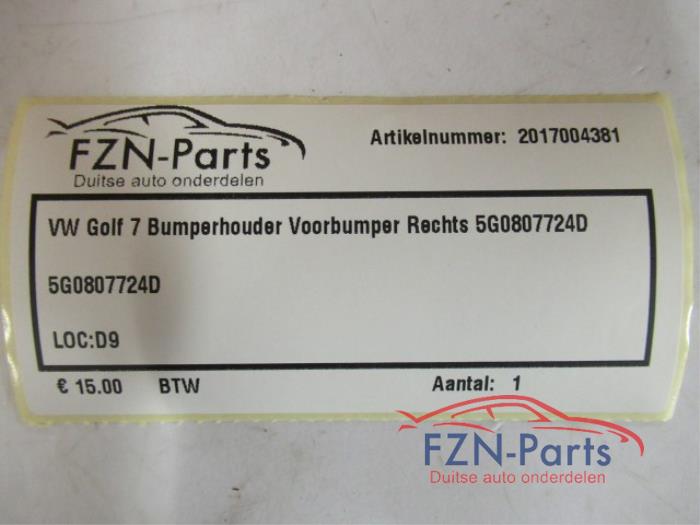 FZN-Parts
Duitse auto onderdelen
Artikelnummer: 2017004381
VW Golf 7 Bumperhouder Voorbumper Rechts 5G0807724D
5G0807724D
LOC:D9
€ 15.00 BTW Aantal: 1
FZN-Parts
Duitse auto onderdelen